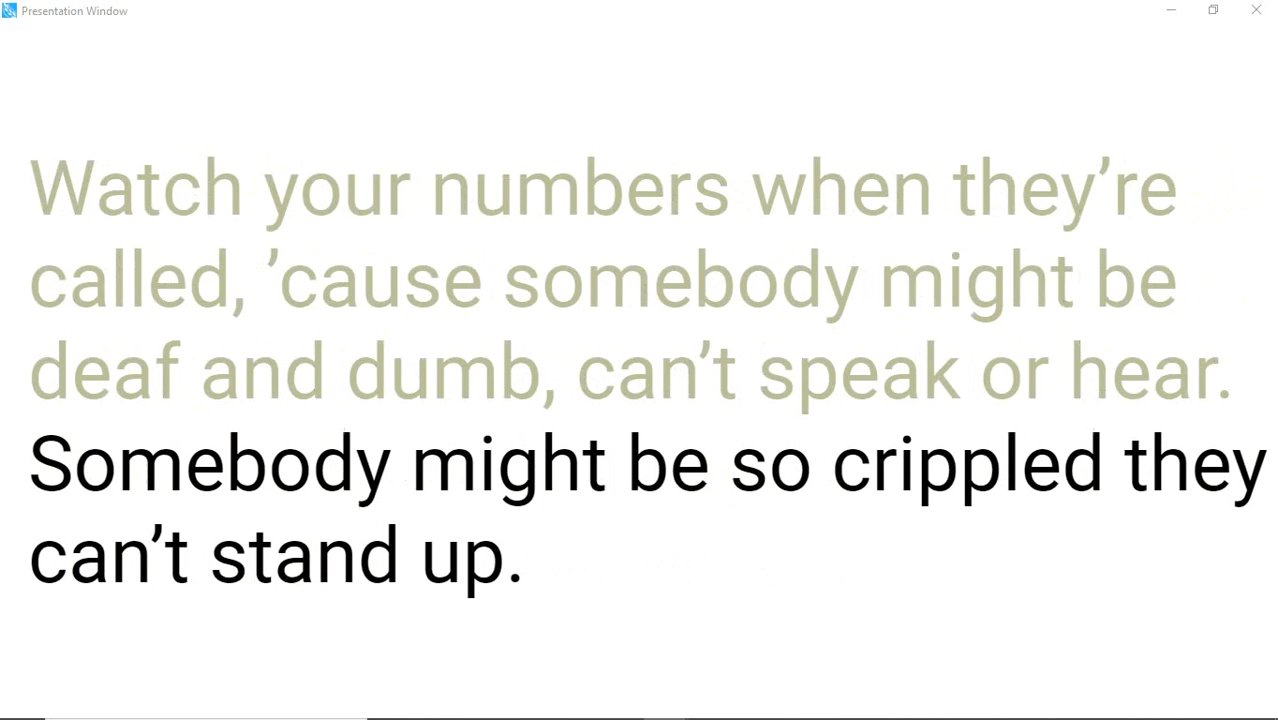 Presentation Window
Watch your numbers when they’re
called, ’cause somebody might be
deaf and dumb, can’t speak or hear.
Somebody might be so crippled they
can’t stand up.